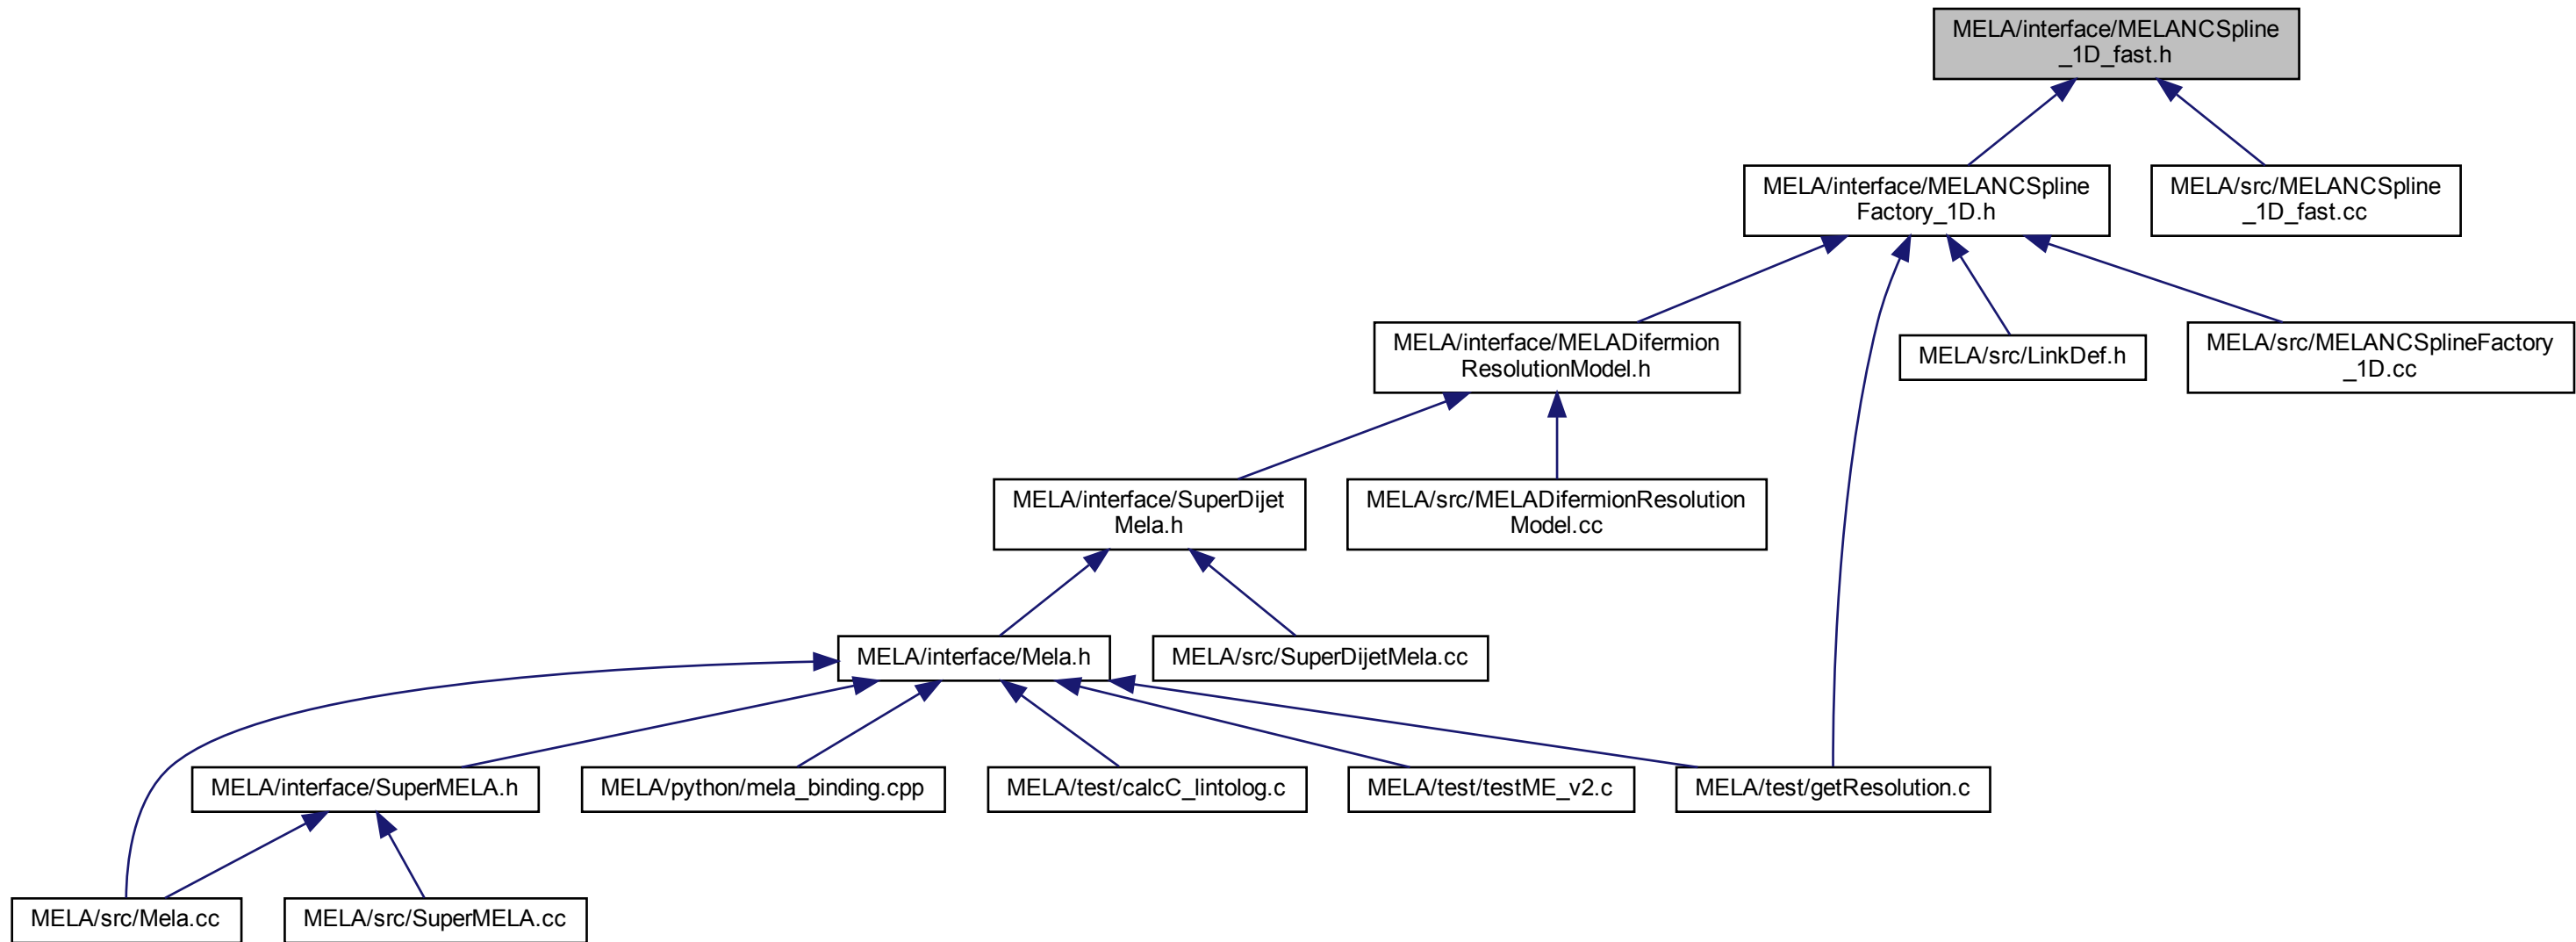 MELA/interface/MELANCSpline
_1D_fast.h
MELA/interface/MELANCSpline
Factory_1D.h
MELA/src/MELANCSpline
_1D_fast.cc
MELA/interface/MELADifermion
ResolutionModel.h
MELA/src/LinkDef.h
MELA/src/MELANCSplineFactory
_1D.cc
MELA/interface/SuperDijet
Mela.h
MELA/src/MELADifermionResolution
Model.cc
MELA/interface/Mela.h
MELA/src/SuperDijetMela.cc
MELA/interface/SuperMELA.h
MELA/python/mela_binding.cpp
MELA/test/calcC_lintolog.c
MELA/test/testME_v2.c
MELA/test/getResolution.c
MELA/src/Mela.cc
MELA/src/SuperMELA.cc